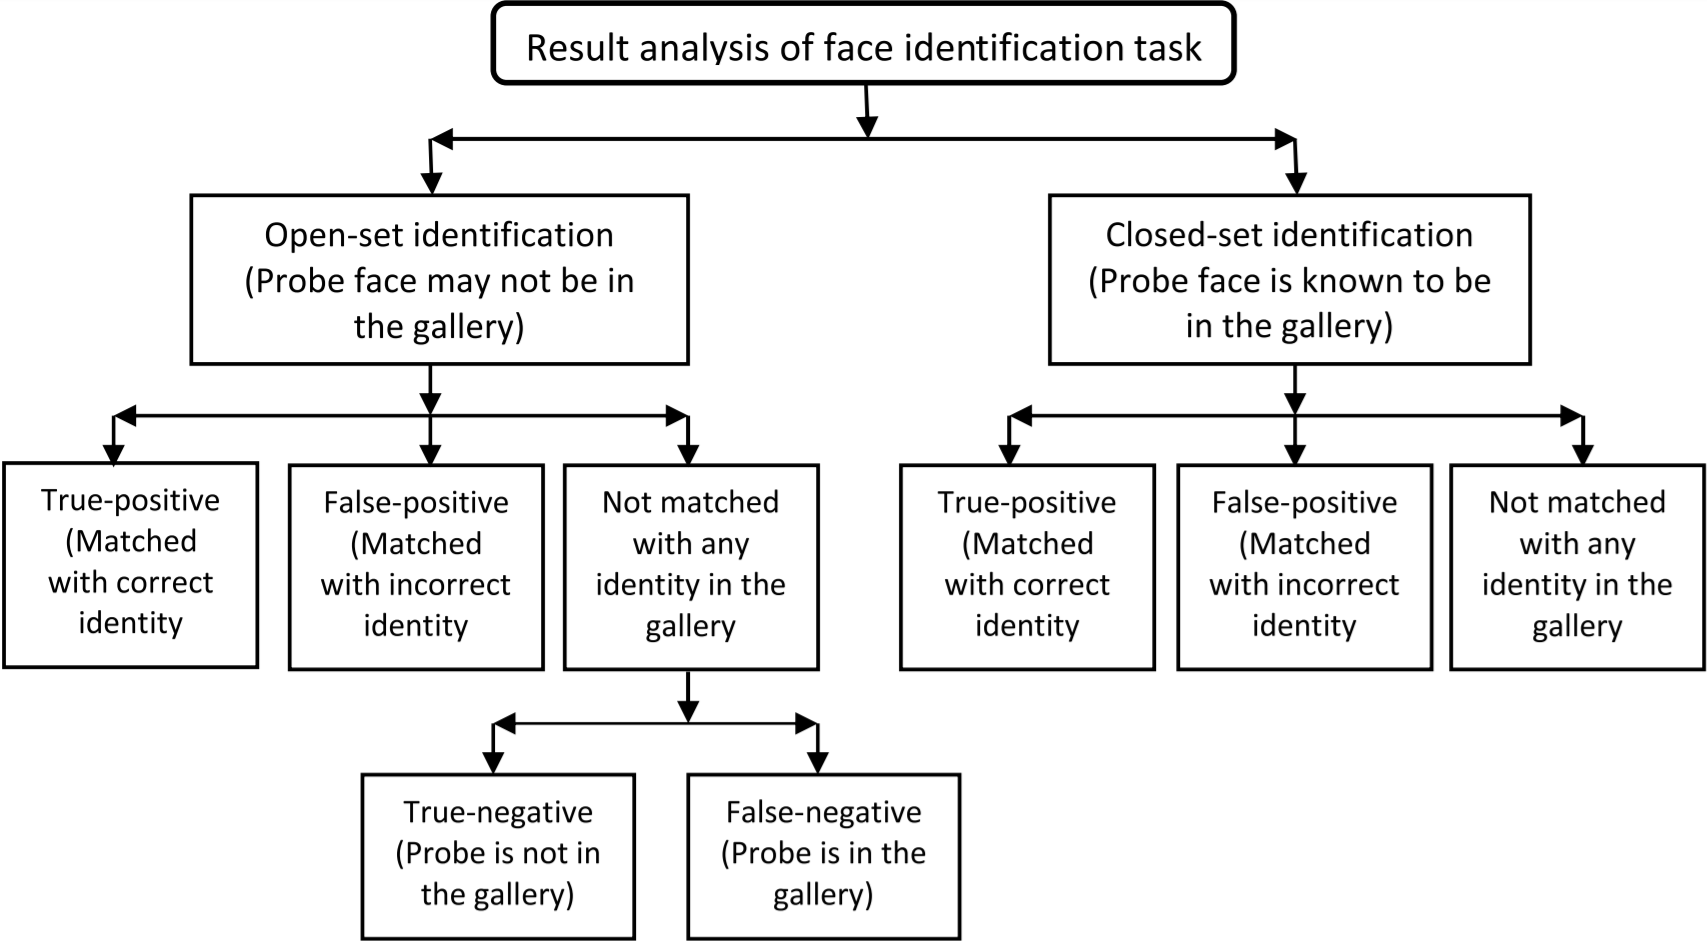 Result analysis of face identification task
Open-set identification
(Probe face may not be in
the gallery)
Closed-set identification
(Probe face is known to be
in the gallery)
True-positive
(Matched
with correct
identity
False-positive
(Matched
with incorrect
identity
Not matched
with any
identity in the
gallery
True-positive
(Matched
with correct
identity
False-positive
(Matched
with incorrect
identity
Not matched
with any
identity in the
gallery
True-negative
(Probe is not in
the gallery)
False-negative
(Probe is in the
gallery)